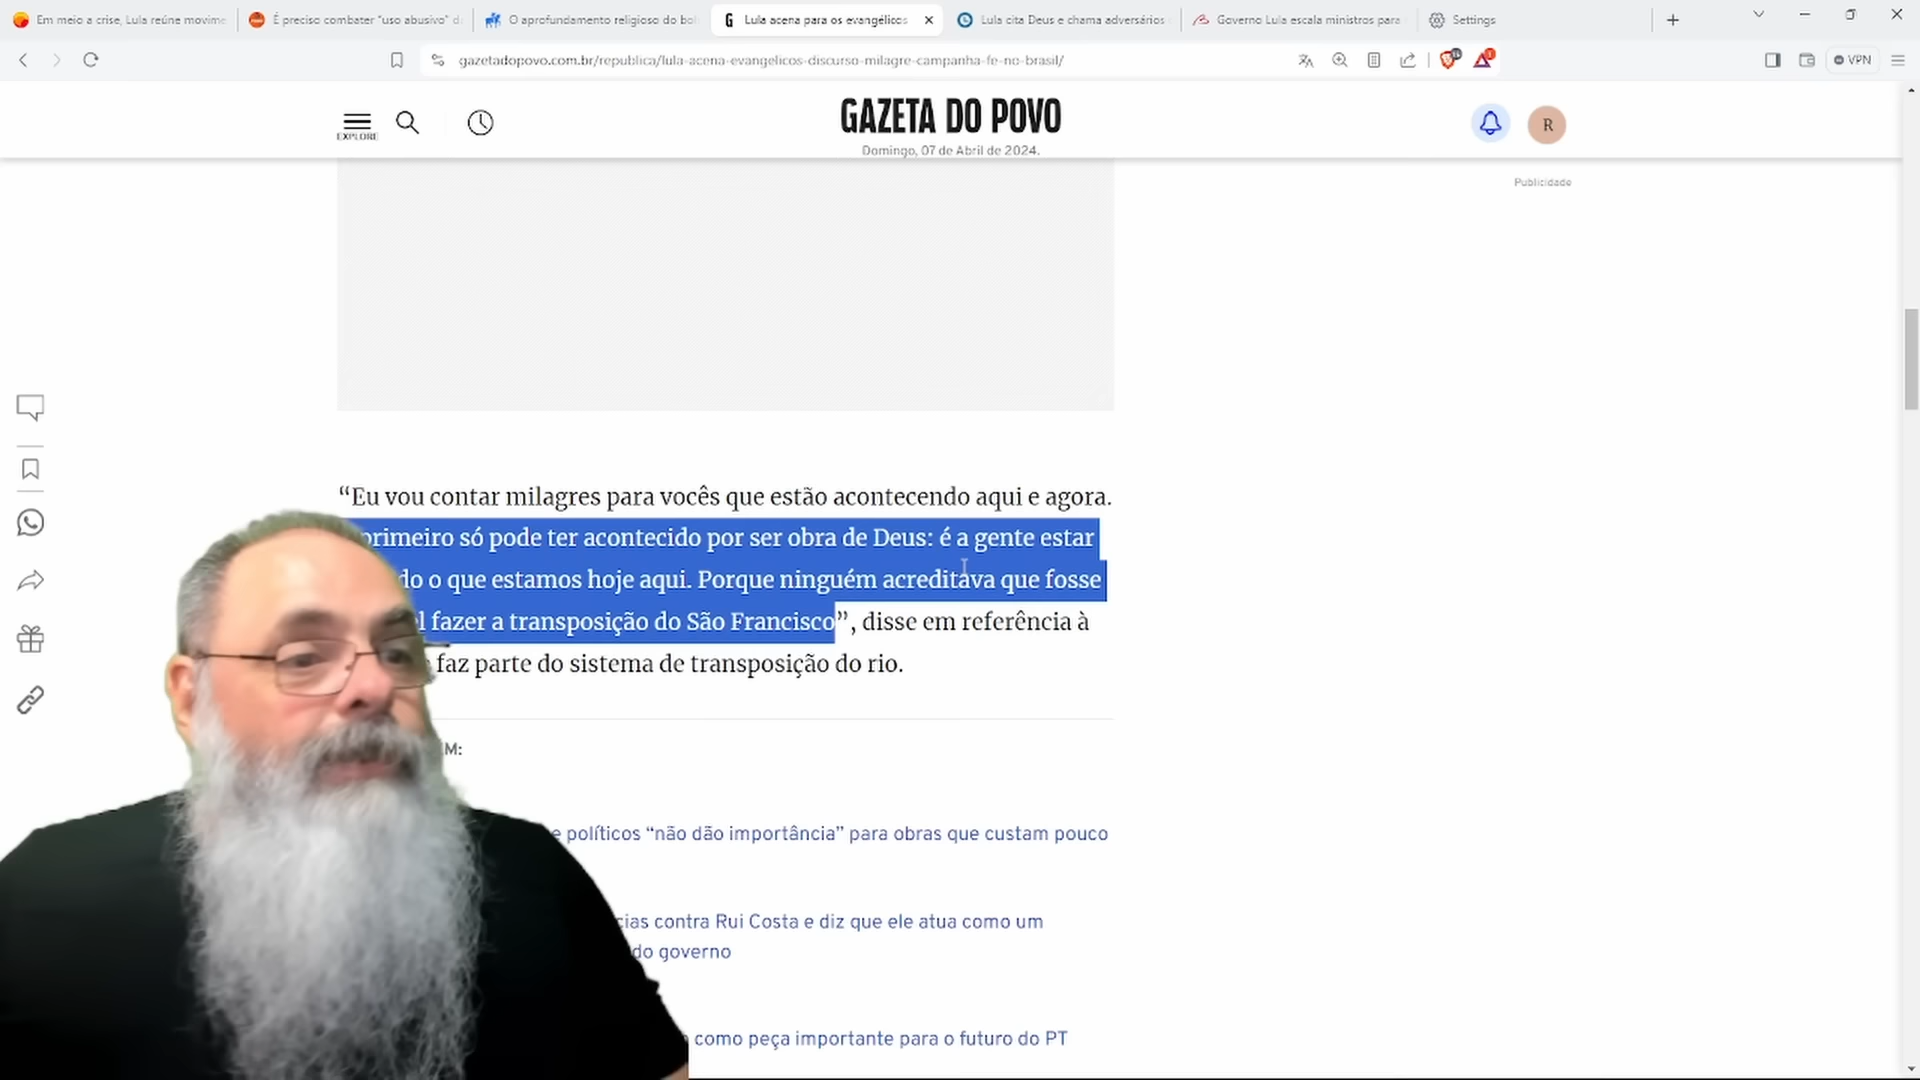 Em meio a crise, Lula reúne movime
É preciso combater "uso abusivo" d
O aprofundamento religioso do bol
Lula acena para os evangélicos
Lula cita Deus e chama adversários
Governo Lula escala ministros para
Settings
gazetadopovo.com.br/republica/lula-acena-evangelicos-discurso-milagre-campanha-fe-no-brasil/
VPN
EXPLORE
GAZETA DO POVO
Domingo, 07 de Abril de 2024.
R
Publicidade
“Eu vou contar milagres para vocês que estão acontecendo aqui e agora.
primeiro só pode ter acontecido por ser obra de Deus: é a gente estar
do o que estamos hoje aqui. Porque ninguém acreditava que fosse
l fazer a transposição do São Francisco”, disse em referência à
faz parte do sistema de transposição do rio.
M:
e políticos “não dão importância” para obras que custam pouco
cias contra Rui Costa e diz que ele atua como um
do governo
como peça importante para o futuro do PT